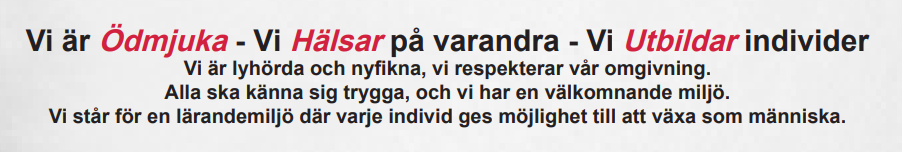 Vi är Ödmjuka - Vi Hälsar på varandra - Vi Utbildar individer
Vi är lyhörda och nyfikna, vi respekterar vår omgivning.
Alla ska känna sig trygga, och vi har en välkomnande miljö.
Vi står för en lärandemiljö där varje individ ges möjlighet till att växa som människa.